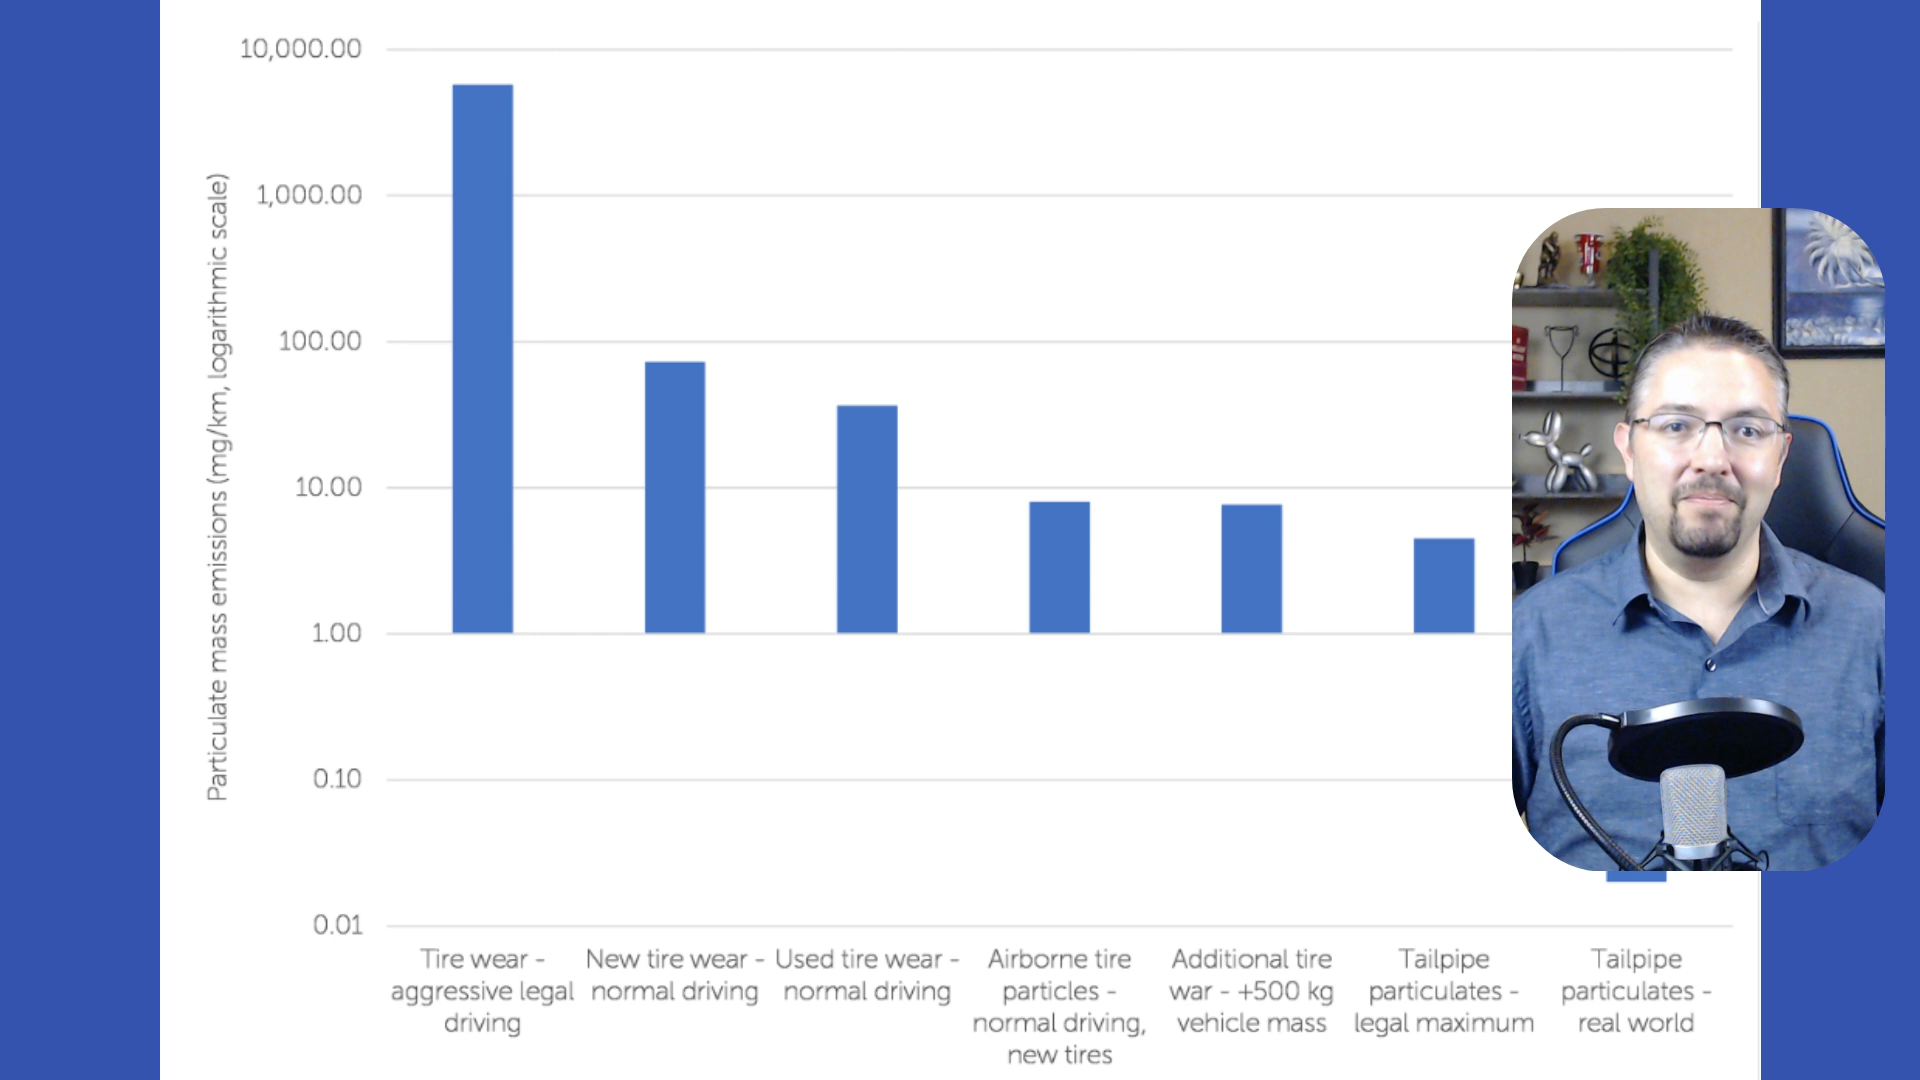 10,000.00
1,000.00
100.00
10.00
1.00
0.10
0.01
Particulate mass emissions (mg/km, logarithmic scale)
Tire wear -
aggressive legal
driving
New tire wear -
normal driving
Used tire wear -
normal driving
Airborne tire
particles -
normal driving,
new tires
Additional tire
war - +500 kg
vehicle mass
Tailpipe
particulates -
legal maximum
Tailpipe
particulates -
real world